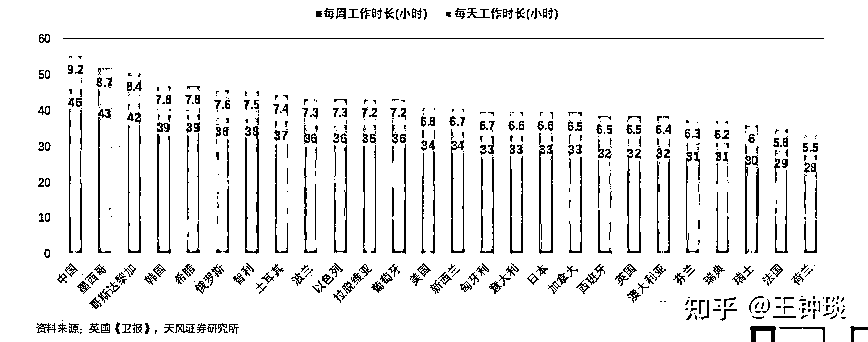 ■每周工作时长(小时) ■每天工作时长(小时)
60
50
40
30
20
10
0
9.2 8.7 8.4 7.8 7.8 7.6 7.5 7.4 7.3 7.3 7.2 7.2 6.8 6.7 6.7 6.6 6.6 6.5 6.5 6.5 6.4 6.3 6.2 6 5.8 5.5
46 43 42 39 39 38 38 37 36 36 36 36 34 34 33 33 33 33 32 32 32 31 31 30 29 28
中国 墨西哥 哥斯达黎加 韩国 希腊 俄罗斯 智利 土耳其 波兰 以色列 拉脱维亚 葡萄牙 美国 新西兰 匈牙利 意大利 日本 加拿大 西班牙 英国 澳大利亚 芬兰 瑞典 瑞士 法国 荷兰
资料来源：英国《卫报》，天风证券研究所
知乎 @王钟琰